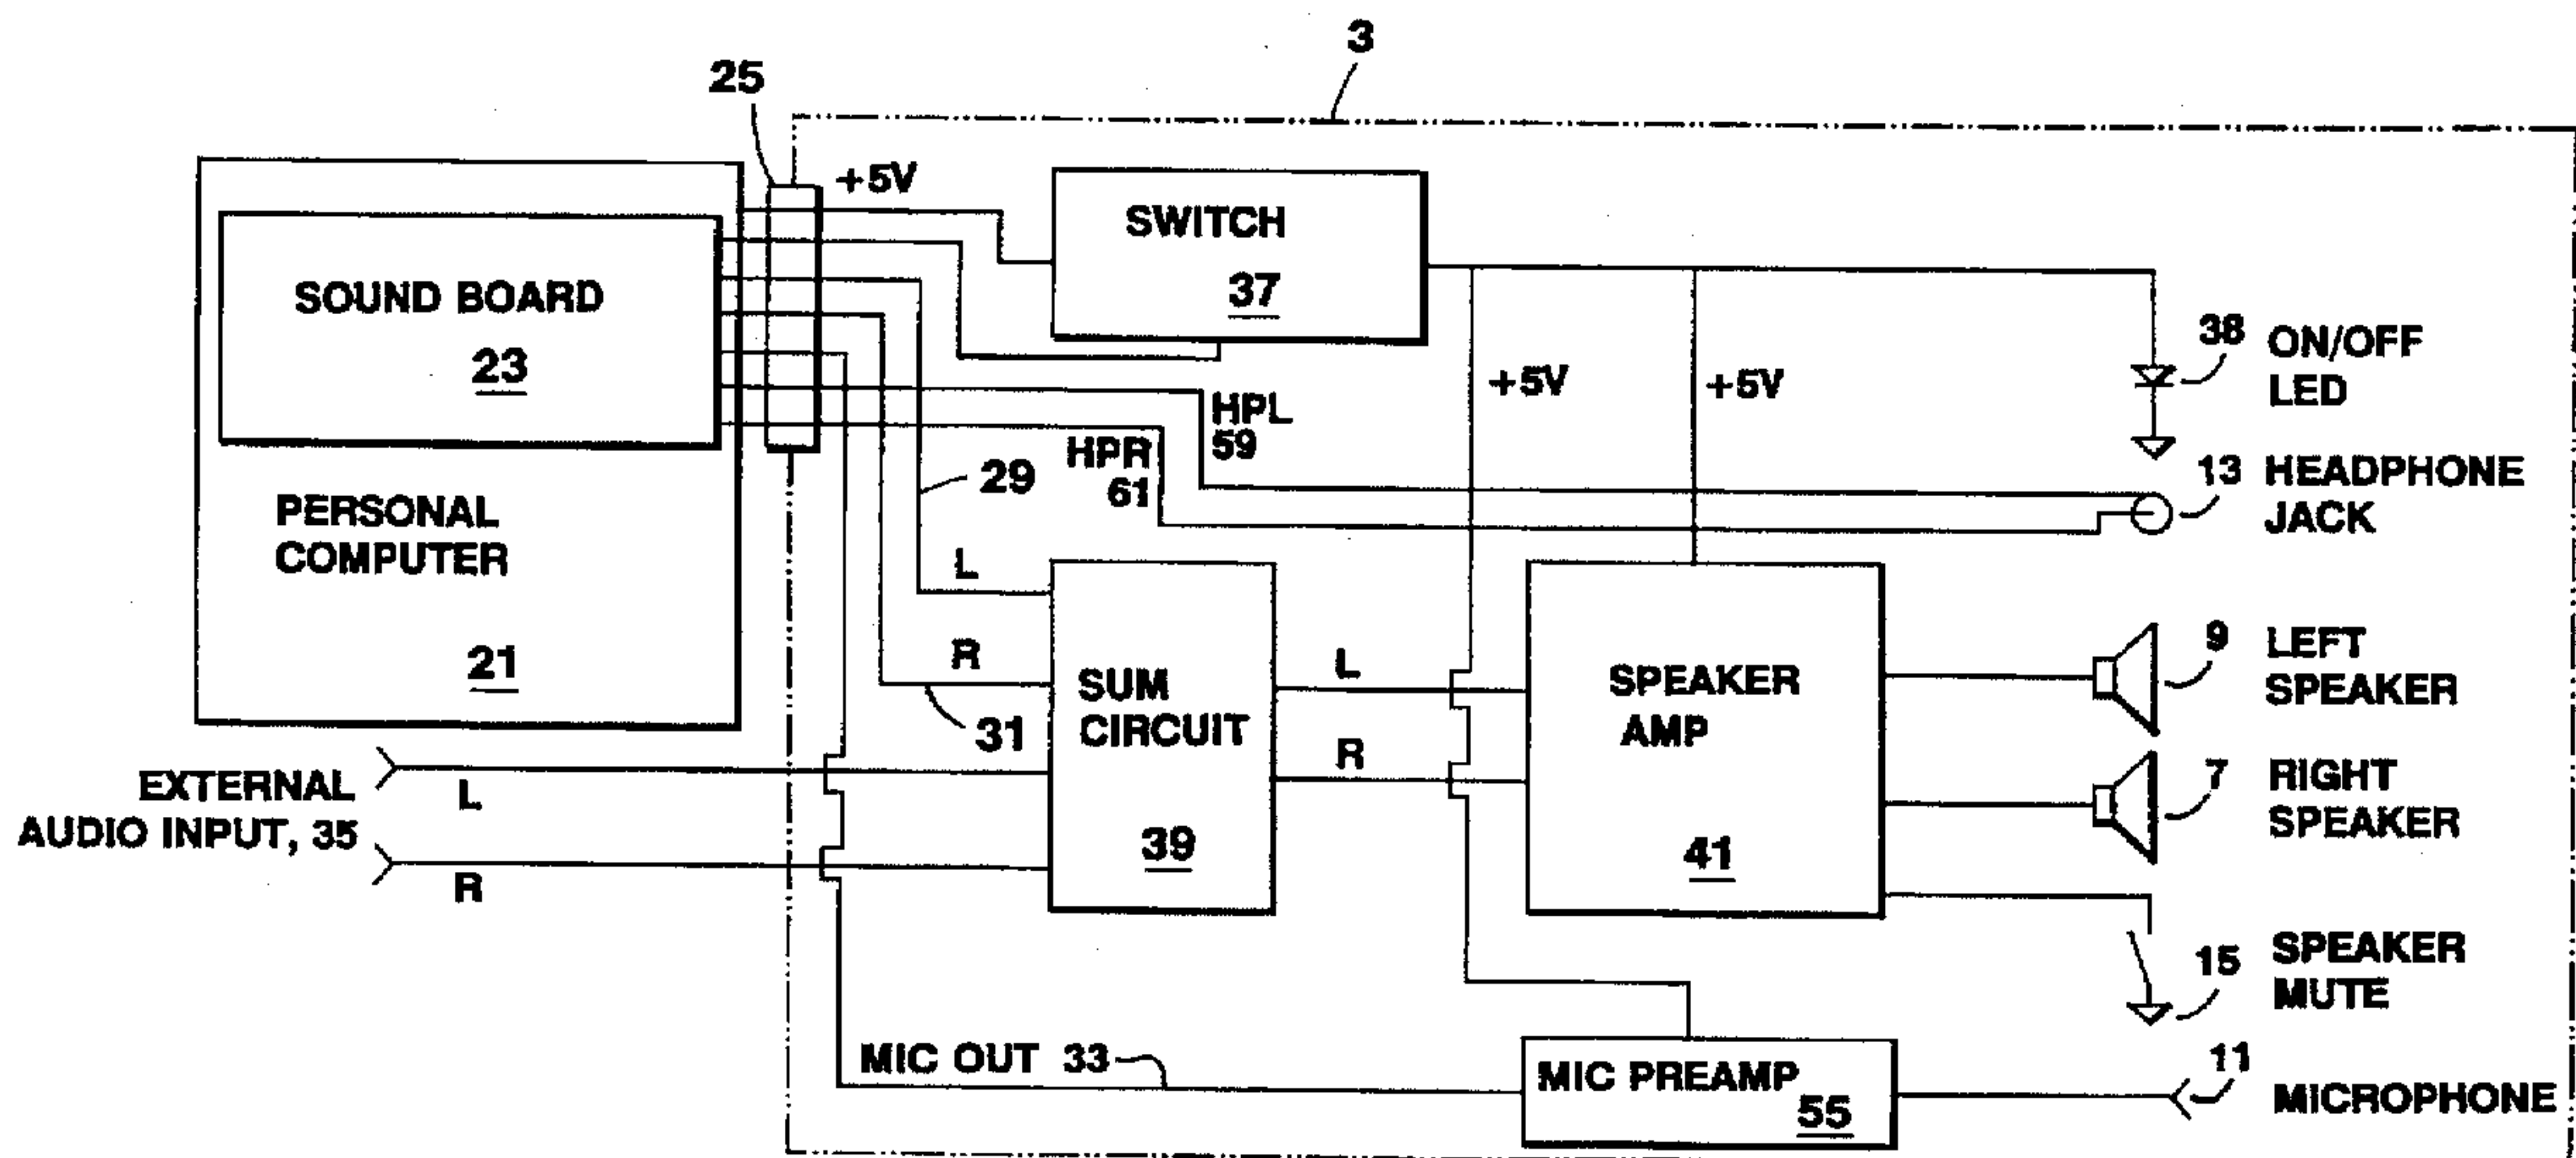 3
25
+5V
SWITCH
37
SOUND BOARD
23
PERSONAL
COMPUTER
21
+5V
+5V
38 ON/OFF
LED
HPL
59
HPR
61
13 HEADPHONE
JACK
29
L
R
31
SUM
CIRCUIT
39
L
R
SPEAKER
AMP
41
9 LEFT
SPEAKER
7 RIGHT
SPEAKER
EXTERNAL
AUDIO INPUT, 35
L
R
15 SPEAKER
MUTE
MIC OUT 33
MIC PREAMP
55
11 MICROPHONE